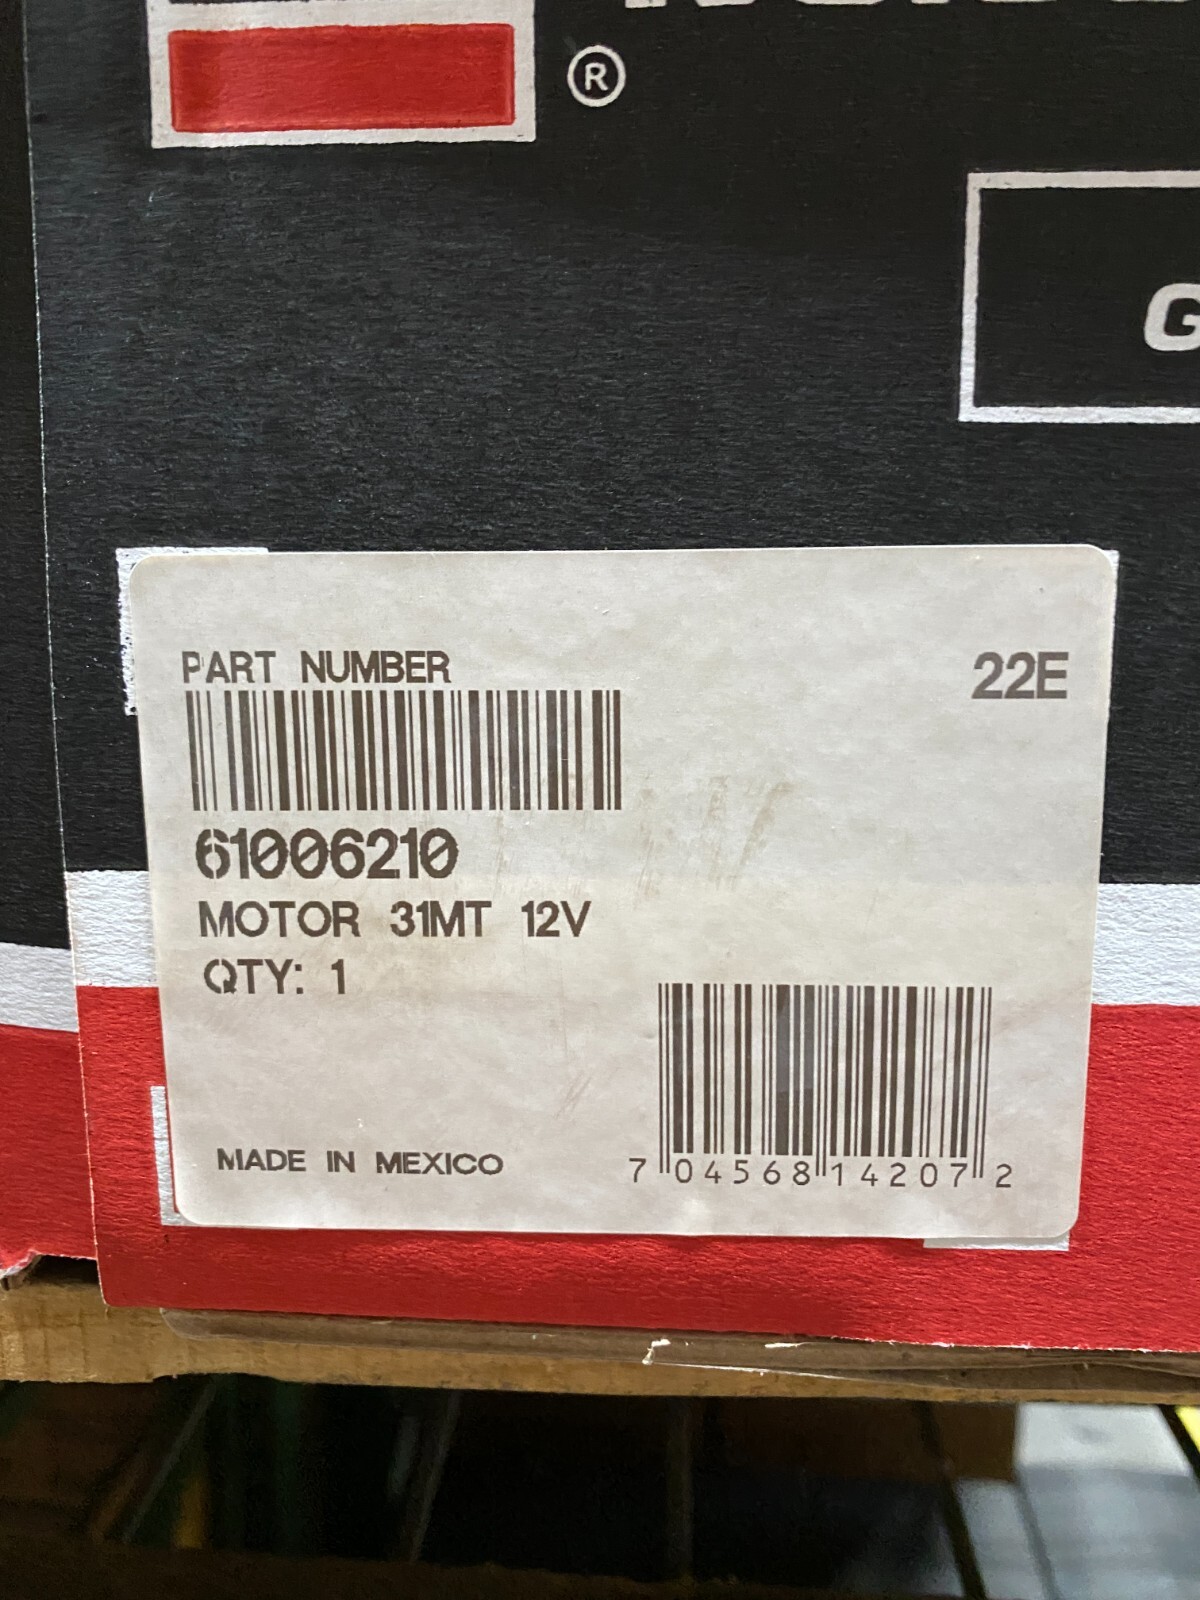 ®
G
PART NUMBER
22E
61006210
MOTOR 31MT 12V
QTY: 1
MADE IN MEXICO
7 04568 14207 2